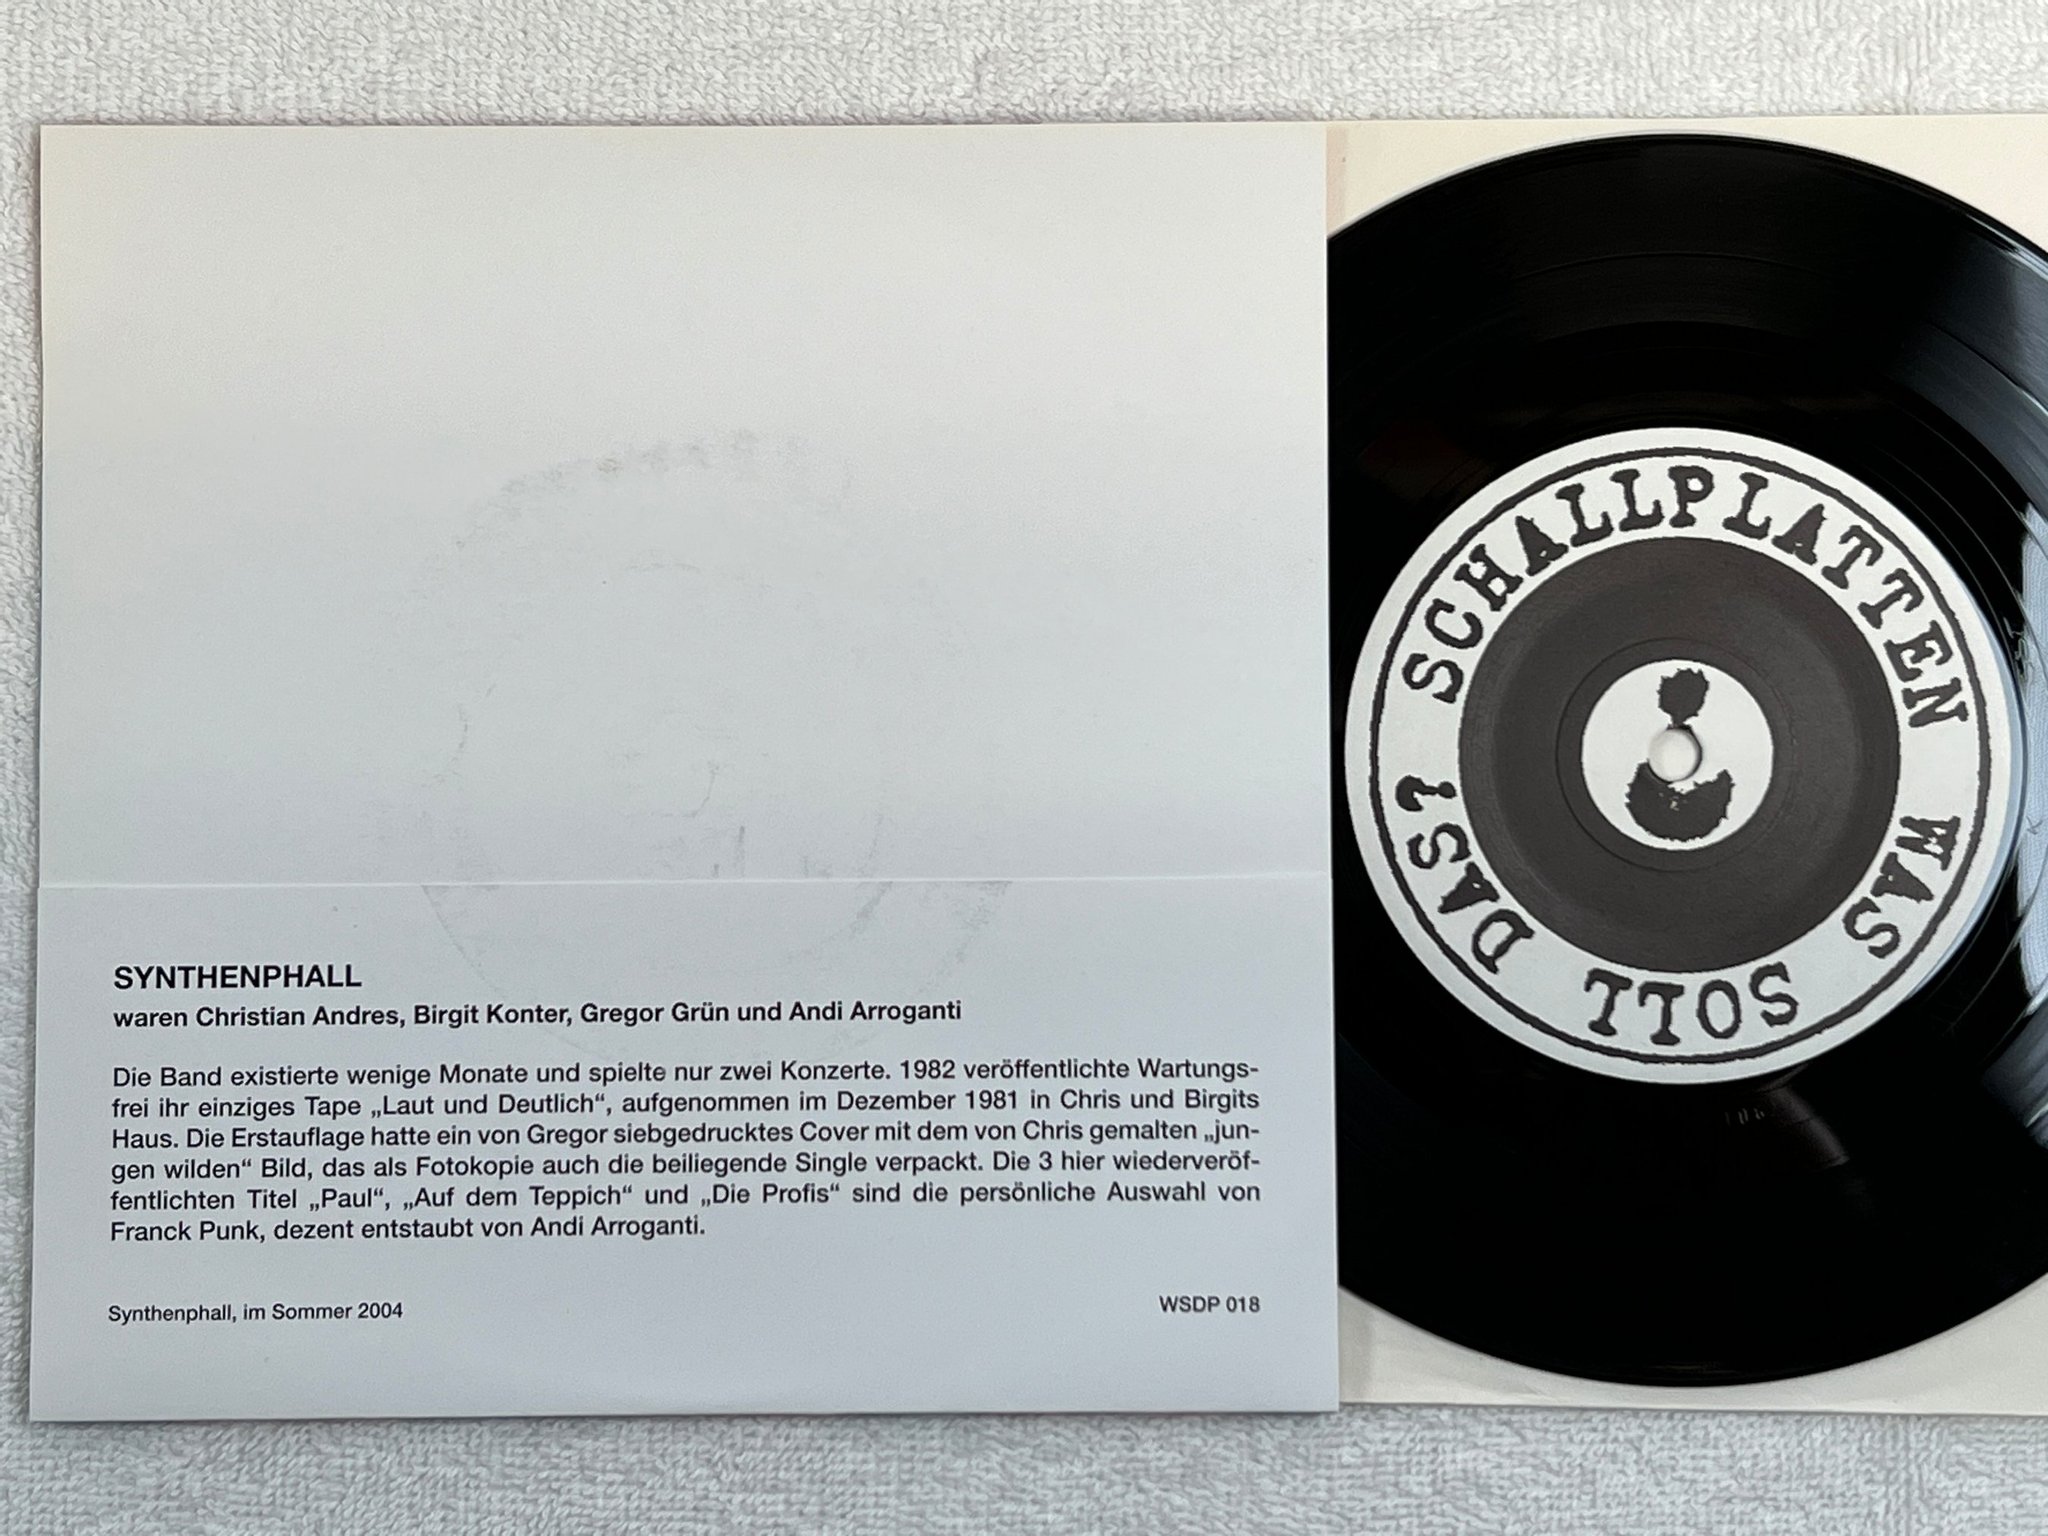 SYNTHENPHALL
waren Christian Andres, Birgit Konter, Gregor Grün und Andi Arroganti
Die Band existierte wenige Monate und spielte nur zwei Konzerte. 1982 veröffentlichte Wartungs-
frei ihr einziges Tape „Laut und Deutlich“, aufgenommen im Dezember 1981 in Chris und Birgits
Haus. Die Erstauflage hatte ein von Gregor siebgedrucktes Cover mit dem von Chris gemalten „jun-
gen wilden“ Bild, das als Fotokopie auch die beiliegende Single verpackt. Die 3 hier wiederveröf-
fentlichten Titel „Paul“, „Auf dem Teppich“ und „Die Profis“ sind die persönliche Auswahl von
Franck Punk, dezent entstaubt von Andi Arroganti.
Synthenphall, im Sommer 2004
WSDP 018
SCHALLPLATTEN WAS SOLL DAS?